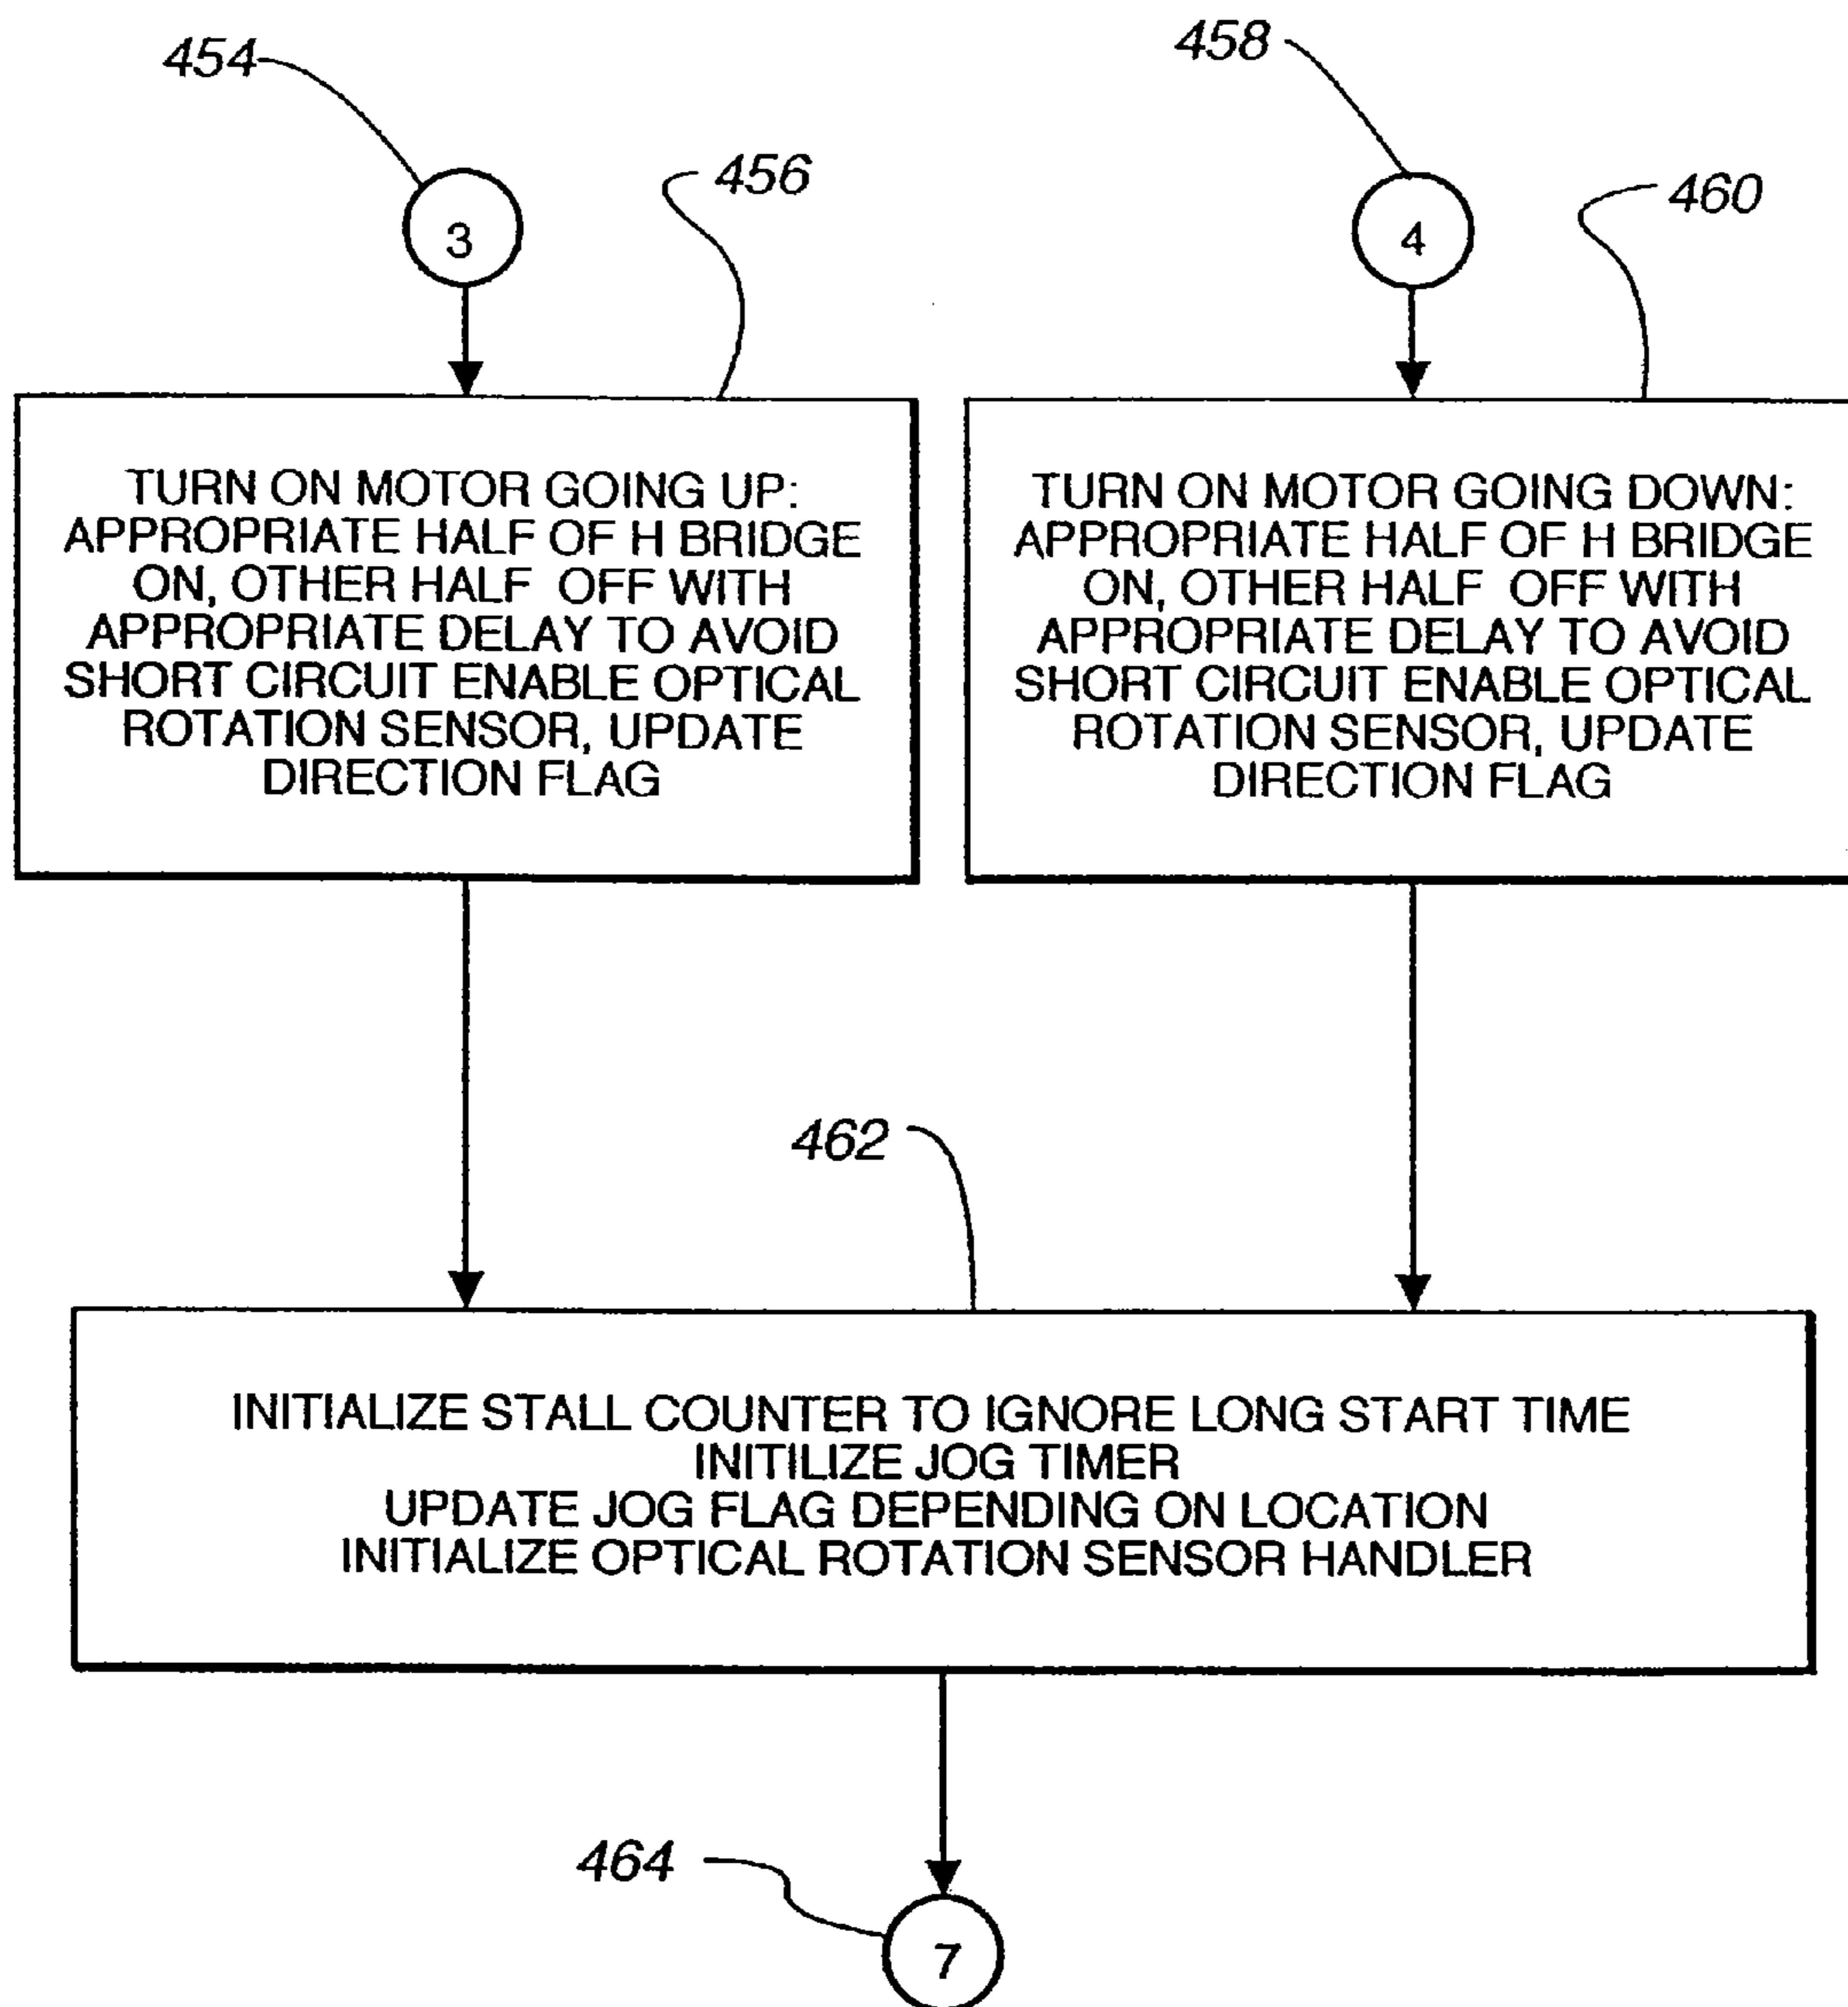 454
458
456
460
3
4
TURN ON MOTOR GOING UP:
APPROPRIATE HALF OF H BRIDGE
ON, OTHER HALF OFF WITH
APPROPRIATE DELAY TO AVOID
SHORT CIRCUIT ENABLE OPTICAL
ROTATION SENSOR, UPDATE
DIRECTION FLAG
TURN ON MOTOR GOING DOWN:
APPROPRIATE HALF OF H BRIDGE
ON, OTHER HALF OFF WITH
APPROPRIATE DELAY TO AVOID
SHORT CIRCUIT ENABLE OPTICAL
ROTATION SENSOR, UPDATE
DIRECTION FLAG
462
INITIALIZE STALL COUNTER TO IGNORE LONG START TIME
INITILIZE JOG TIMER
UPDATE JOG FLAG DEPENDING ON LOCATION
INITIALIZE OPTICAL ROTATION SENSOR HANDLER
464
7